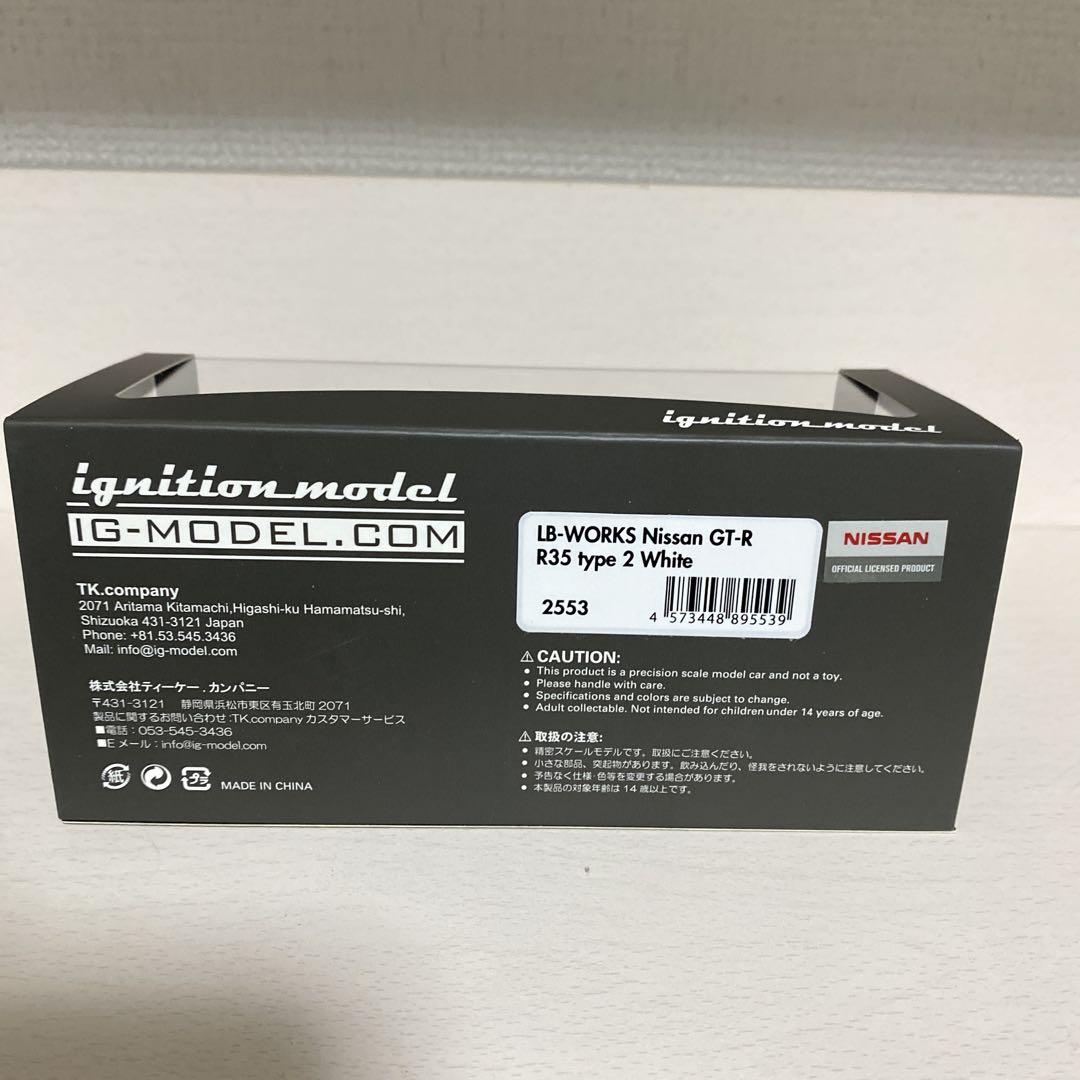 ignition model
ignition model
IG-MODEL.COM
TK.company
2071 Aritama Kitamachi,Higashi-ku Hamamatsu-shi,
Shizuoka 431-3121 Japan
Phone: +81.53.545.3436
Mail: info@ig-model.com
株式会社ティーケー．カンパニー
〒431-3121 静岡県浜松市東区有玉北町2071
製品に関するお問い合わせ:TK.company カスタマーサービス
■電話：053-545-3436
■Eメール：info@ig-model.com
紙 プラ MADE IN CHINA
LB-WORKS Nissan GT-R
R35 type 2 White
2553
4 573448 895539
NISSAN
OFFICIAL LICENSED PRODUCT
⚠CAUTION:
• This product is a precision scale model car and not a toy.
• Please handle with care.
• Specifications and colors are subject to change.
• Adult collectable. Not intended for children under 14 years of age.
⚠取扱の注意:
• 精密スケールモデルです。取扱にご注意ください。
• 小さな部品、突起物があります。飲み込んだり、怪我をされないように注意してください。
• 予告なく仕様・色等を変更する場合があります。
• 本製品の対象年齢は14歳以上です。